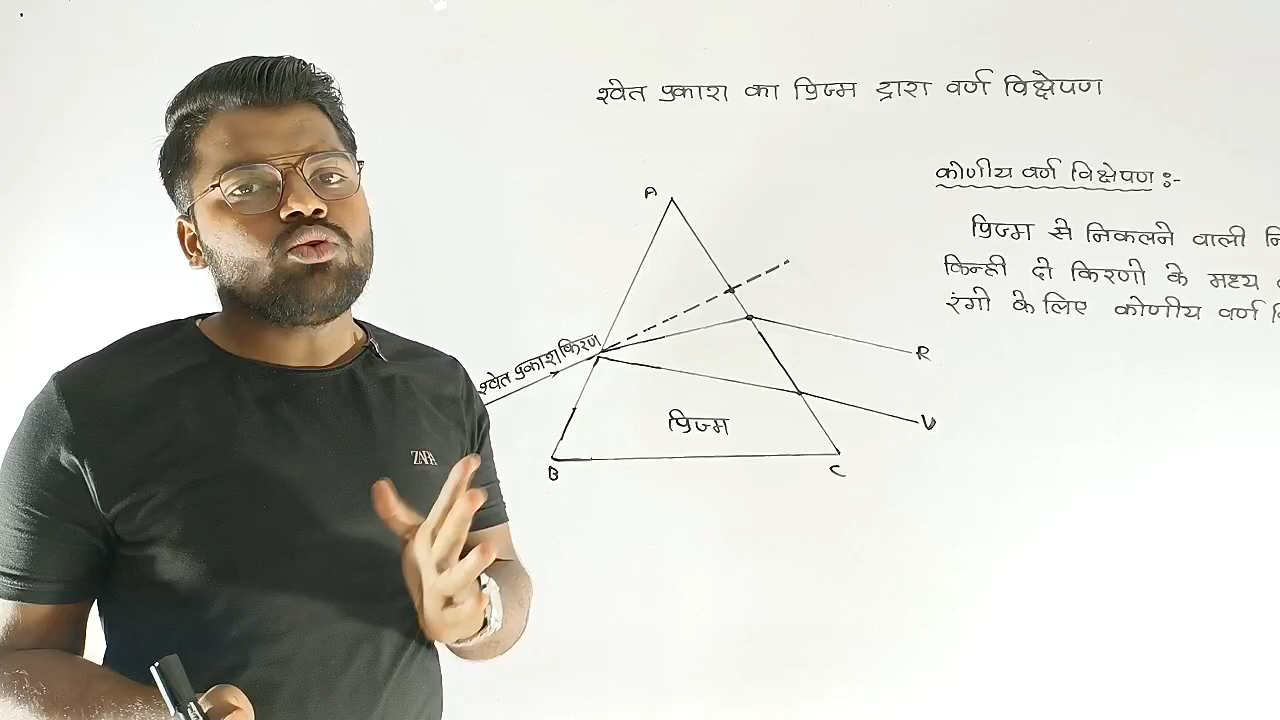 श्वेत प्रकाश का प्रिज्म द्वारा वर्ण विक्षेपण
कोणीय वर्ण विक्षेपण :-
प्रिज्म से निकलने वाली
किन्ही दो किरणो के मध्य
रंगो के लिए कोणीय वर्ण
A
श्वेत प्रकाश किरण
R
V
प्रिज्म
B
C
ZARA